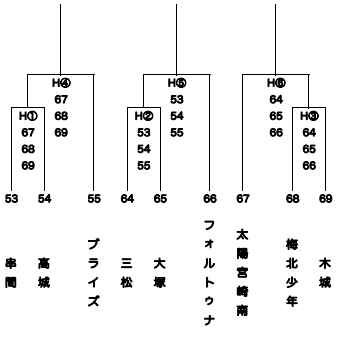 H④ H⑤ H⑥
67 53 64
68 54 65
69 55 66
H① H② H③
67 53 64
68 54 65
69 55 66
53 54 55 64 65 66 67 68 69
串間
高城
プライズ
三松
大塚
フォルトゥナ
太陽宮崎南
梅北少年
木城